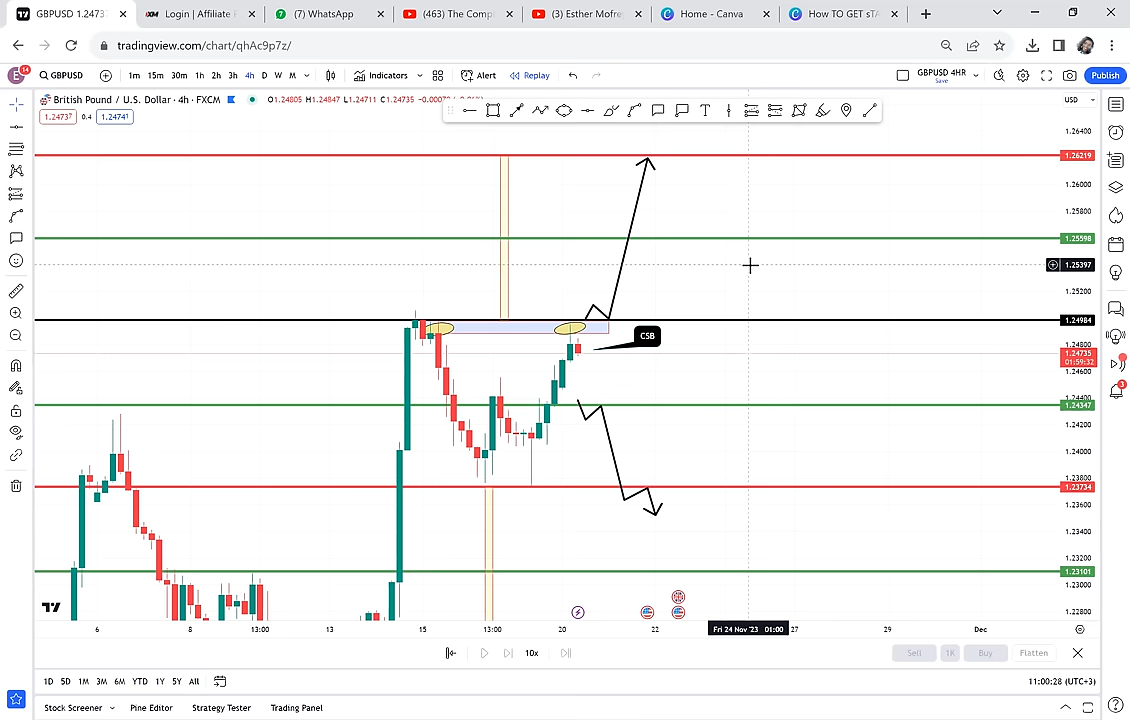 GBPUSD 1.2473
Login | Affiliate
(7) WhatsApp
(463) The Comp
(3) Esther Mofre
Home - Canva
How TO GET sTA
tradingview.com/chart/qhAc9p7z/
E 14 GBPUSD 1m 15m 30m 1h 2h 3h 4h D W M Indicators Alert Replay GBPUSD 4HR Save Publish
British Pound / U.S. Dollar · 4h · FXCM O1.24805 H1.24847 L1.24711 C1.24735
USD
1.24737 0.4 1.24741
T
1.26400
1.26219
1.26000
1.25800
1.25598
1.25397
1.25200
1.24984
CSB
1.24800
1.24735
01:59:32
1.24600
1.24400
1.24347
1.24200
1.24000
1.23800
1.23734
1.23600
1.23400
1.23200
1.23101
1.23000
1.22800
6 8 13:00 13 15 13:00 20 22 Fri 24 Nov '23 01:00 27 29 Dec
10x Sell 1K Buy Flatten
1D 5D 1M 3M 6M YTD 1Y 5Y All 11:00:28 (UTC+3)
Stock Screener Pine Editor Strategy Tester Trading Panel